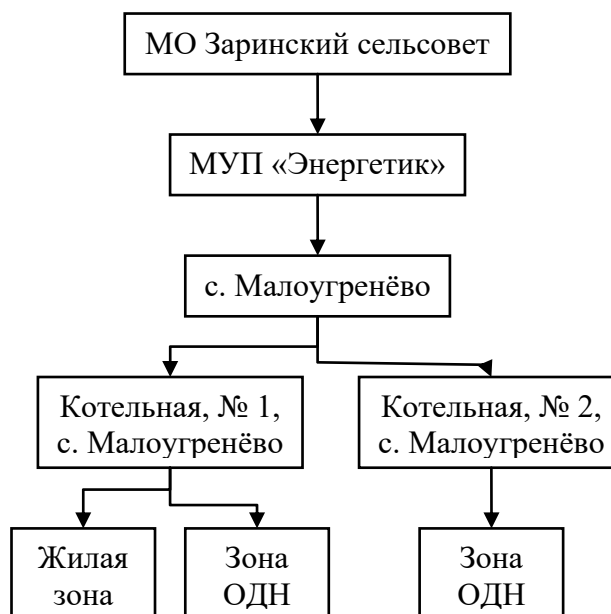 МО Заринский сельсовет
МУП «Энергетик»
с. Малоугренёво
Котельная, № 1,
с. Малоугренёво
Котельная, № 2,
с. Малоугренёво
Жилая
зона
Зона
ОДН
Зона
ОДН